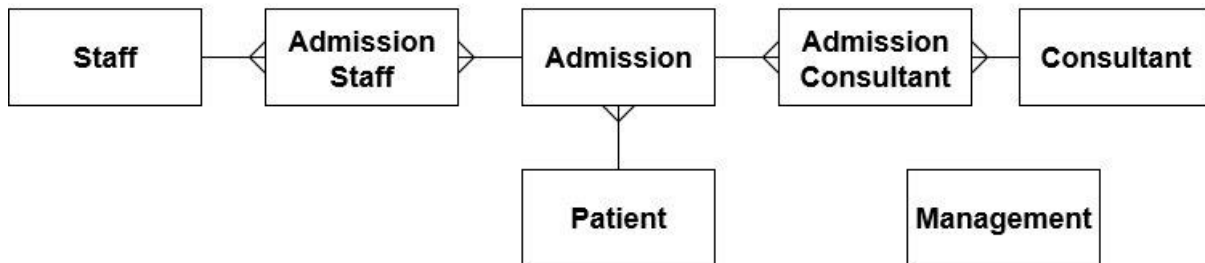 Staff
Admission
Staff
Admission
Admission
Consultant
Consultant
Patient
Management